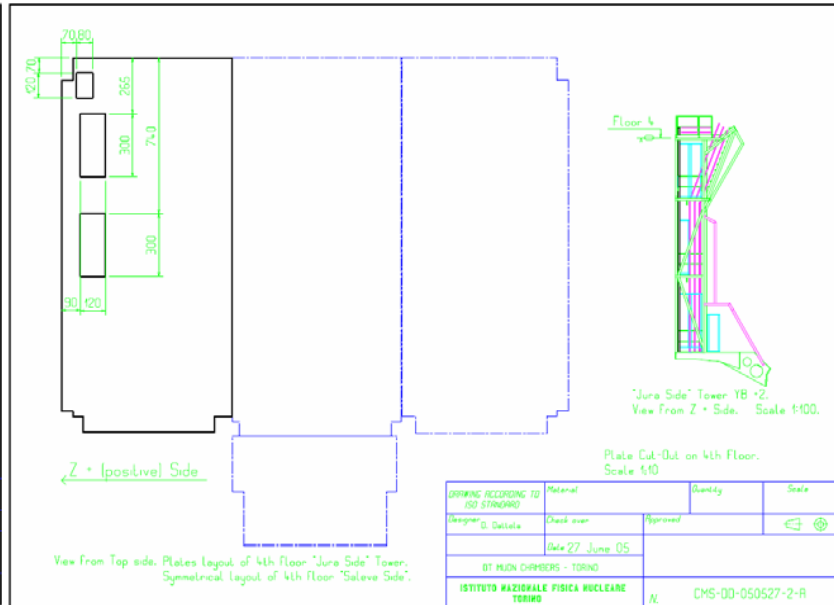 70 80
70
120
265
740
300
300
90 120
Floor 4
"Jura Side" Tower YB +2.
View from Z + Side. Scale 1:100.
Z + (positive) Side
Plate Cut-Out on 4th Floor.
Scale 1:10
View from Top side. Plates layout of 4th floor "Jura Side" Tower.
Symmetrical layout of 4th floor "Saleve Side".
DRAWING ACCORDING TO ISO STANDARD
Material
Quantity
Scale
Designer D. Dattola
Check over
Approved
Date 27 June 05
DT MUON CHAMBERS - TORINO
ISTITUTO NAZIONALE FISICA NUCLEARE
TORINO
N. CMS-DD-050527-2-R